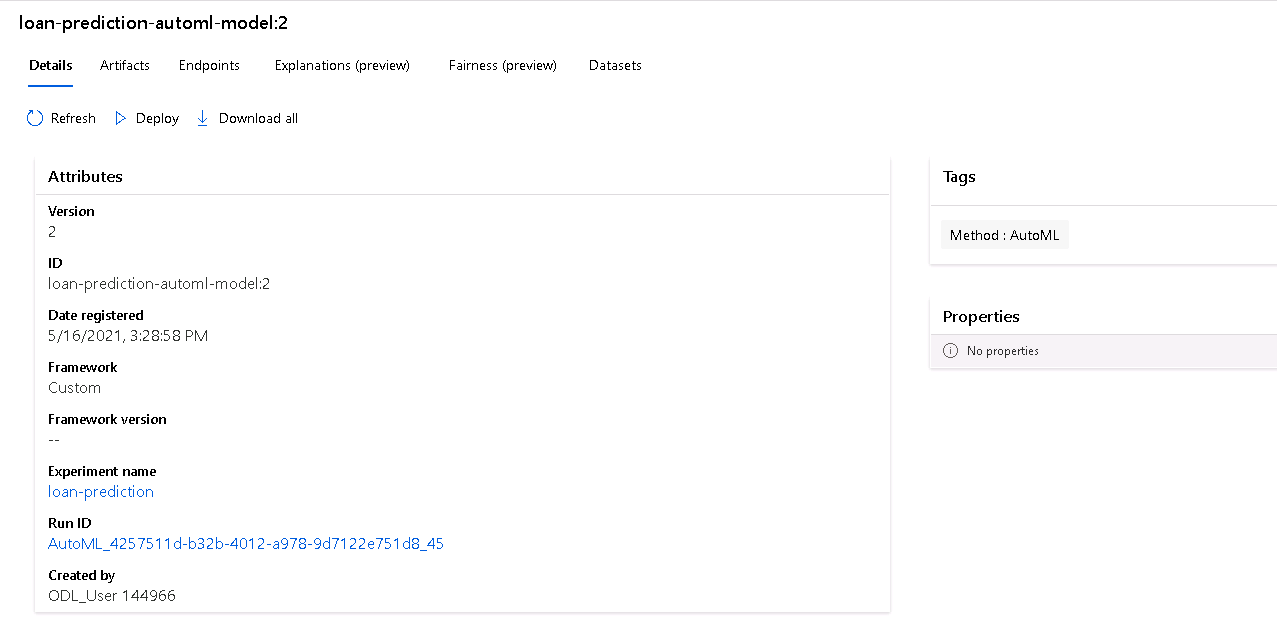 loan-prediction-automl-model:2
Details Artifacts Endpoints Explanations (preview) Fairness (preview) Datasets
Refresh Deploy Download all
Attributes
Version
2
ID
loan-prediction-automl-model:2
Date registered
5/16/2021, 3:28:58 PM
Framework
Custom
Framework version
--
Experiment name
loan-prediction
Run ID
AutoML_4257511d-b32b-4012-a978-9d7122e751d8_45
Created by
ODL_User 144966
Tags
Method : AutoML
Properties
No properties